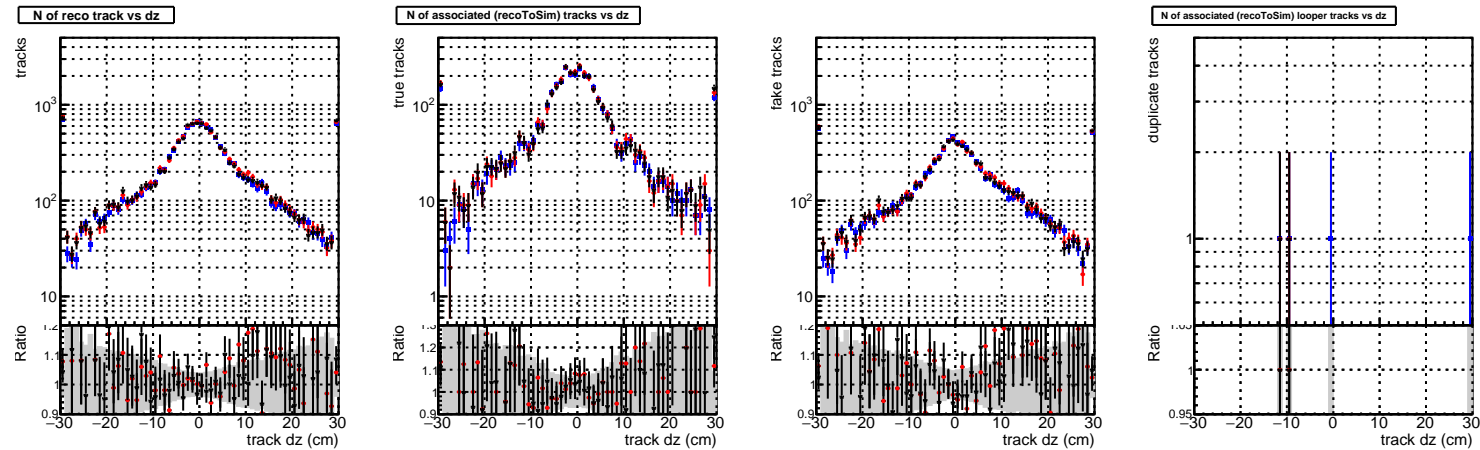 N of reco track vs dz
tracks
10³
10²
10
Ratio
1.2
1.1
1
0.9
−30 −20 −10 0 10 20 30
track dz (cm)
N of associated (recoToSim) tracks vs dz
true tracks
10²
10
1
Ratio
1.3
1.2
1.1
1
0.9
−30 −20 −10 0 10 20 30
track dz (cm)
fake tracks
10³
10²
10
Ratio
1.2
1.1
1
0.9
−30 −20 −10 0 10 20 30
track dz (cm)
N of associated (recoToSim) looper tracks vs dz
duplicate tracks
1
Ratio
1.05
1
0.95
−30 −20 −10 0 10 20 30
track dz (cm)